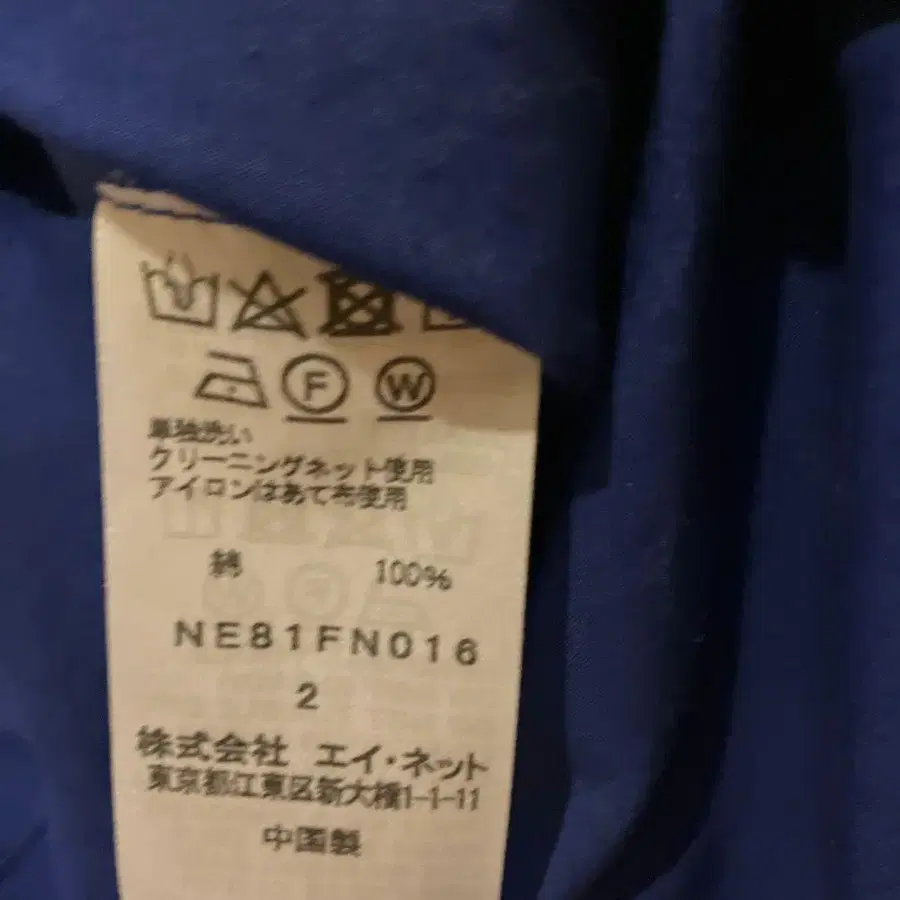 F W
単独洗い
クリーニングネット使用
アイロンはあて布使用
綿 100%
NE81FN016
2
株式会社 エイ・ネット
東京都江東区新大橋1-1-11
中国製